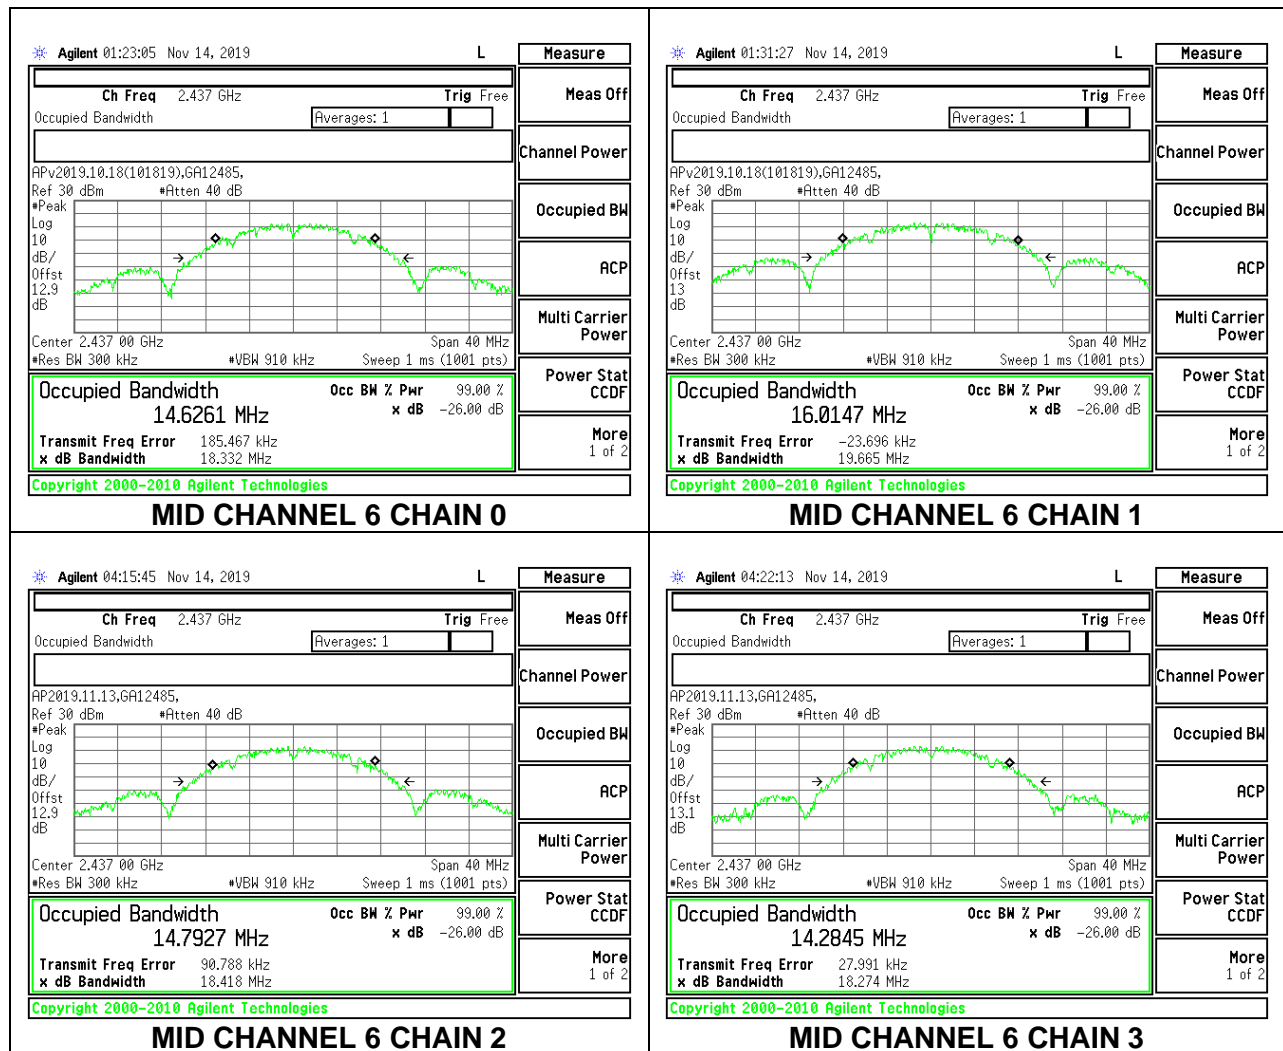 Agilent 01:23:05 Nov 14, 2019 L
Measure
Ch Freq 2.437 GHz Trig Free
Occupied Bandwidth Averages: 1
APv2019.10.18(101819),GA12485,
Ref 30 dBm #Atten 40 dB
#Peak
Log
10
dB/
Offst
12.9
dB
Center 2.437 00 GHz Span 40 MHz
#Res BW 300 kHz #VBW 910 kHz Sweep 1 ms (1001 pts)
Occupied Bandwidth Occ BW % Pwr 99.00 %
14.6261 MHz x dB -26.00 dB
Transmit Freq Error 185.467 kHz
x dB Bandwidth 18.332 MHz
Copyright 2000-2010 Agilent Technologies
Meas Off
Channel Power
Occupied BW
ACP
Multi Carrier
Power
Power Stat
CCDF
More
1 of 2
MID CHANNEL 6 CHAIN 0
Agilent 01:31:27 Nov 14, 2019 L
Measure
Ch Freq 2.437 GHz Trig Free
Occupied Bandwidth Averages: 1
APv2019.10.18(101819),GA12485,
Ref 30 dBm #Atten 40 dB
#Peak
Log
10
dB/
Offst
13
dB
Center 2.437 00 GHz Span 40 MHz
#Res BW 300 kHz #VBW 910 kHz Sweep 1 ms (1001 pts)
Occupied Bandwidth Occ BW % Pwr 99.00 %
16.0147 MHz x dB -26.00 dB
Transmit Freq Error -23.696 kHz
x dB Bandwidth 19.665 MHz
Copyright 2000-2010 Agilent Technologies
Meas Off
Channel Power
Occupied BW
ACP
Multi Carrier
Power
Power Stat
CCDF
More
1 of 2
MID CHANNEL 6 CHAIN 1
Agilent 04:15:45 Nov 14, 2019 L
Measure
Ch Freq 2.437 GHz Trig Free
Occupied Bandwidth Averages: 1
AP2019.11.13,GA12485,
Ref 30 dBm #Atten 40 dB
#Peak
Log
10
dB/
Offst
12.9
dB
Center 2.437 00 GHz Span 40 MHz
#Res BW 300 kHz #VBW 910 kHz Sweep 1 ms (1001 pts)
Occupied Bandwidth Occ BW % Pwr 99.00 %
14.7927 MHz x dB -26.00 dB
Transmit Freq Error 90.788 kHz
x dB Bandwidth 18.418 MHz
Copyright 2000-2010 Agilent Technologies
Meas Off
Channel Power
Occupied BW
ACP
Multi Carrier
Power
Power Stat
CCDF
More
1 of 2
MID CHANNEL 6 CHAIN 2
Agilent 04:22:13 Nov 14, 2019 L
Measure
Ch Freq 2.437 GHz Trig Free
Occupied Bandwidth Averages: 1
AP2019.11.13,GA12485,
Ref 30 dBm #Atten 40 dB
#Peak
Log
10
dB/
Offst
13.1
dB
Center 2.437 00 GHz Span 40 MHz
#Res BW 300 kHz #VBW 910 kHz Sweep 1 ms (1001 pts)
Occupied Bandwidth Occ BW % Pwr 99.00 %
14.2845 MHz x dB -26.00 dB
Transmit Freq Error 27.991 kHz
x dB Bandwidth 18.274 MHz
Copyright 2000-2010 Agilent Technologies
Meas Off
Channel Power
Occupied BW
ACP
Multi Carrier
Power
Power Stat
CCDF
More
1 of 2
MID CHANNEL 6 CHAIN 3